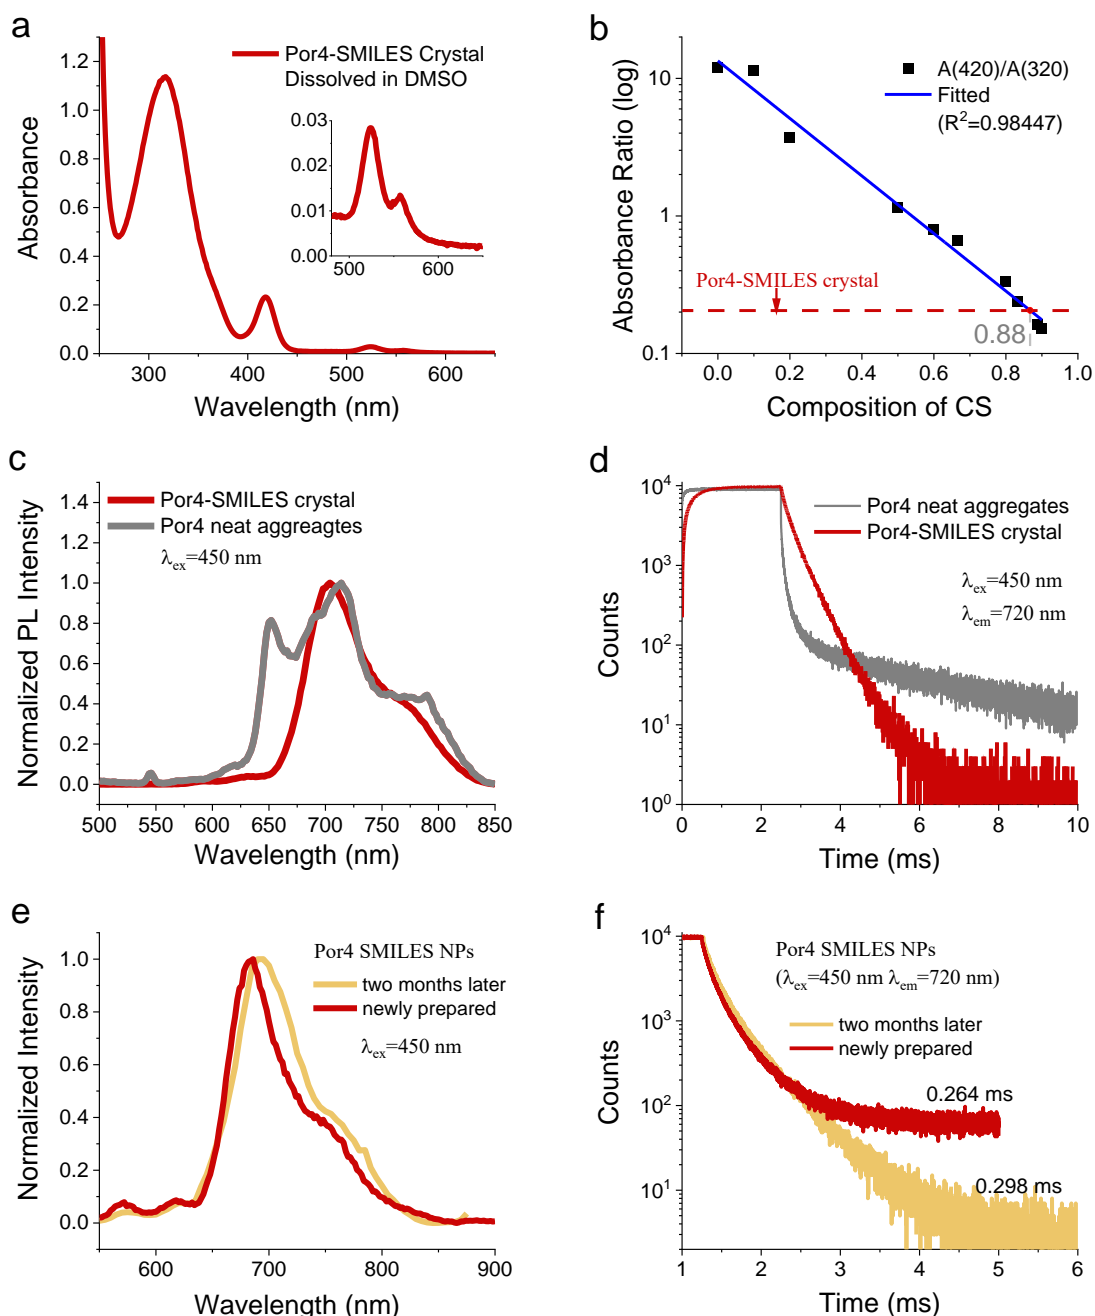 a
Por4-SMILES Crystal
Dissolved in DMSO
Absorbance
1.2
1.0
0.8
0.6
0.4
0.2
0.0
300 400 500 600
Wavelength (nm)
0.03
0.02
0.01
0.00
500 600
b
A(420)/A(320)
Fitted
(R²=0.98447)
Absorbance Ratio (log)
10
1
0.1
Por4-SMILES crystal
0.88
0.0 0.2 0.4 0.6 0.8 1.0
Composition of CS
c
Por4-SMILES crystal
Por4 neat aggreagtes
λex=450 nm
Normalized PL Intensity
1.4
1.2
1.0
0.8
0.6
0.4
0.2
0.0
500 550 600 650 700 750 800 850
Wavelength (nm)
d
Por4 neat aggregates
Por4-SMILES crystal
λex=450 nm
λem=720 nm
Counts
10⁴
10³
10²
10¹
10⁰
0 2 4 6 8 10
Time (ms)
e
Por4 SMILES NPs
two months later
newly prepared
λex=450 nm
Normalized Intensity
1.0
0.8
0.6
0.4
0.2
0.0
600 700 800 900
Wavelength (nm)
f
Por4 SMILES NPs
(λex=450 nm λem=720 nm)
two months later
newly prepared
0.264 ms
0.298 ms
Counts
10⁴
10³
10²
10¹
1 2 3 4 5 6
Time (ms)